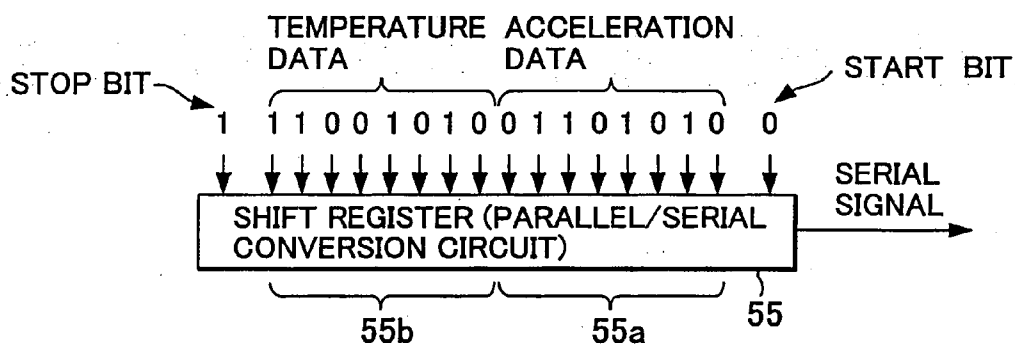 TEMPERATURE ACCELERATION
DATA DATA
STOP BIT
START BIT
1 1 1 0 0 1 0 1 0 0 1 1 0 1 0 1 0 0
SERIAL
SIGNAL
SHIFT REGISTER (PARALLEL/SERIAL
CONVERSION CIRCUIT)
55b
55a
55